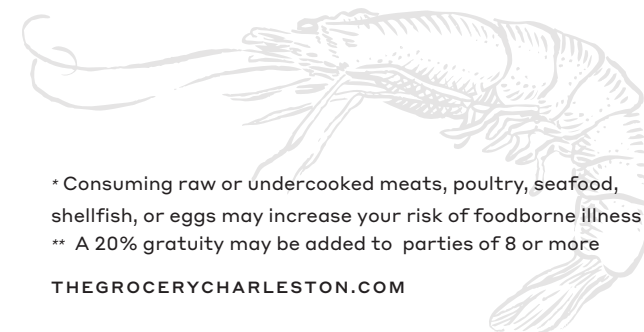 * Consuming raw or undercooked meats, poultry, seafood,
shellfish, or eggs may increase your risk of foodborne illness
** A 20% gratuity may be added to parties of 8 or more
THEGROCERYCHARLESTON.COM